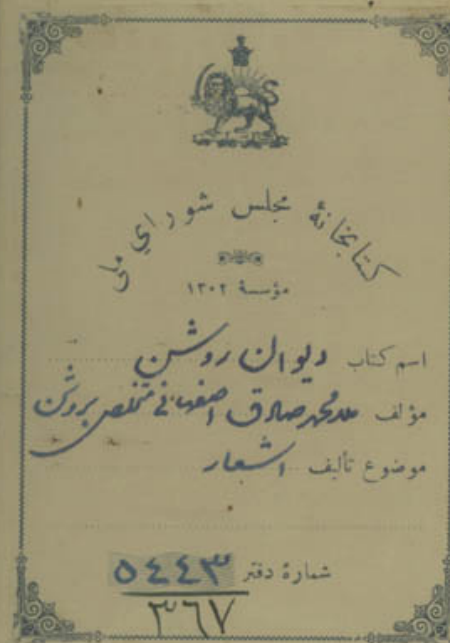 کتابخانهٔ مجلس شورای ملی
مؤسسهٔ ۱۳۰۲
اسم کتاب دیوان روشن
مؤلف محمد صادق اصفهانی متخلص بروشن
موضوع تألیف اشعار
شمارهٔ دفتر ۵۴۴۳
۳۶۷